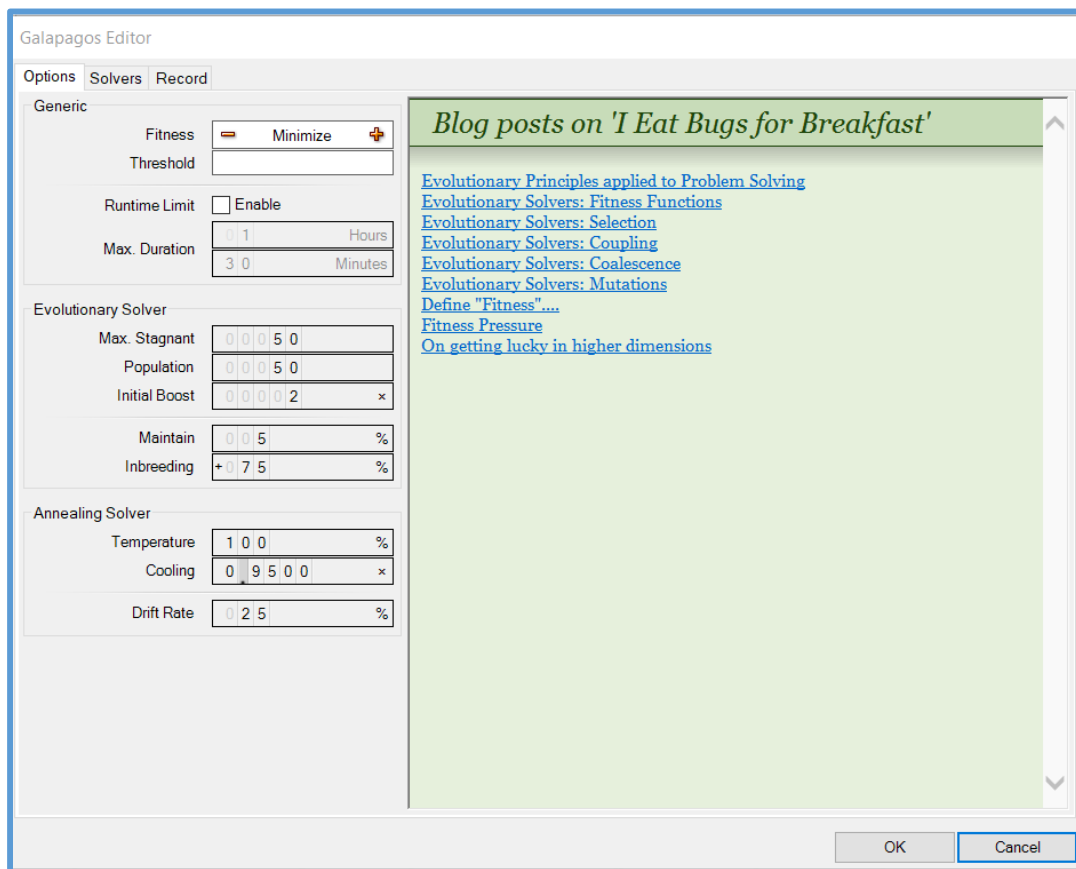 Galapagos Editor
Options Solvers Record
Generic
Fitness Minimize
Threshold
Runtime Limit Enable
Max. Duration 01 Hours
30 Minutes
Evolutionary Solver
Max. Stagnant 00050
Population 00050
Initial Boost 00002 ×
Maintain 005 %
Inbreeding +075 %
Annealing Solver
Temperature 100 %
Cooling 0.9500 ×
Drift Rate 025 %
Blog posts on 'I Eat Bugs for Breakfast'
Evolutionary Principles applied to Problem Solving
Evolutionary Solvers: Fitness Functions
Evolutionary Solvers: Selection
Evolutionary Solvers: Coupling
Evolutionary Solvers: Coalescence
Evolutionary Solvers: Mutations
Define "Fitness"....
Fitness Pressure
On getting lucky in higher dimensions
OK Cancel